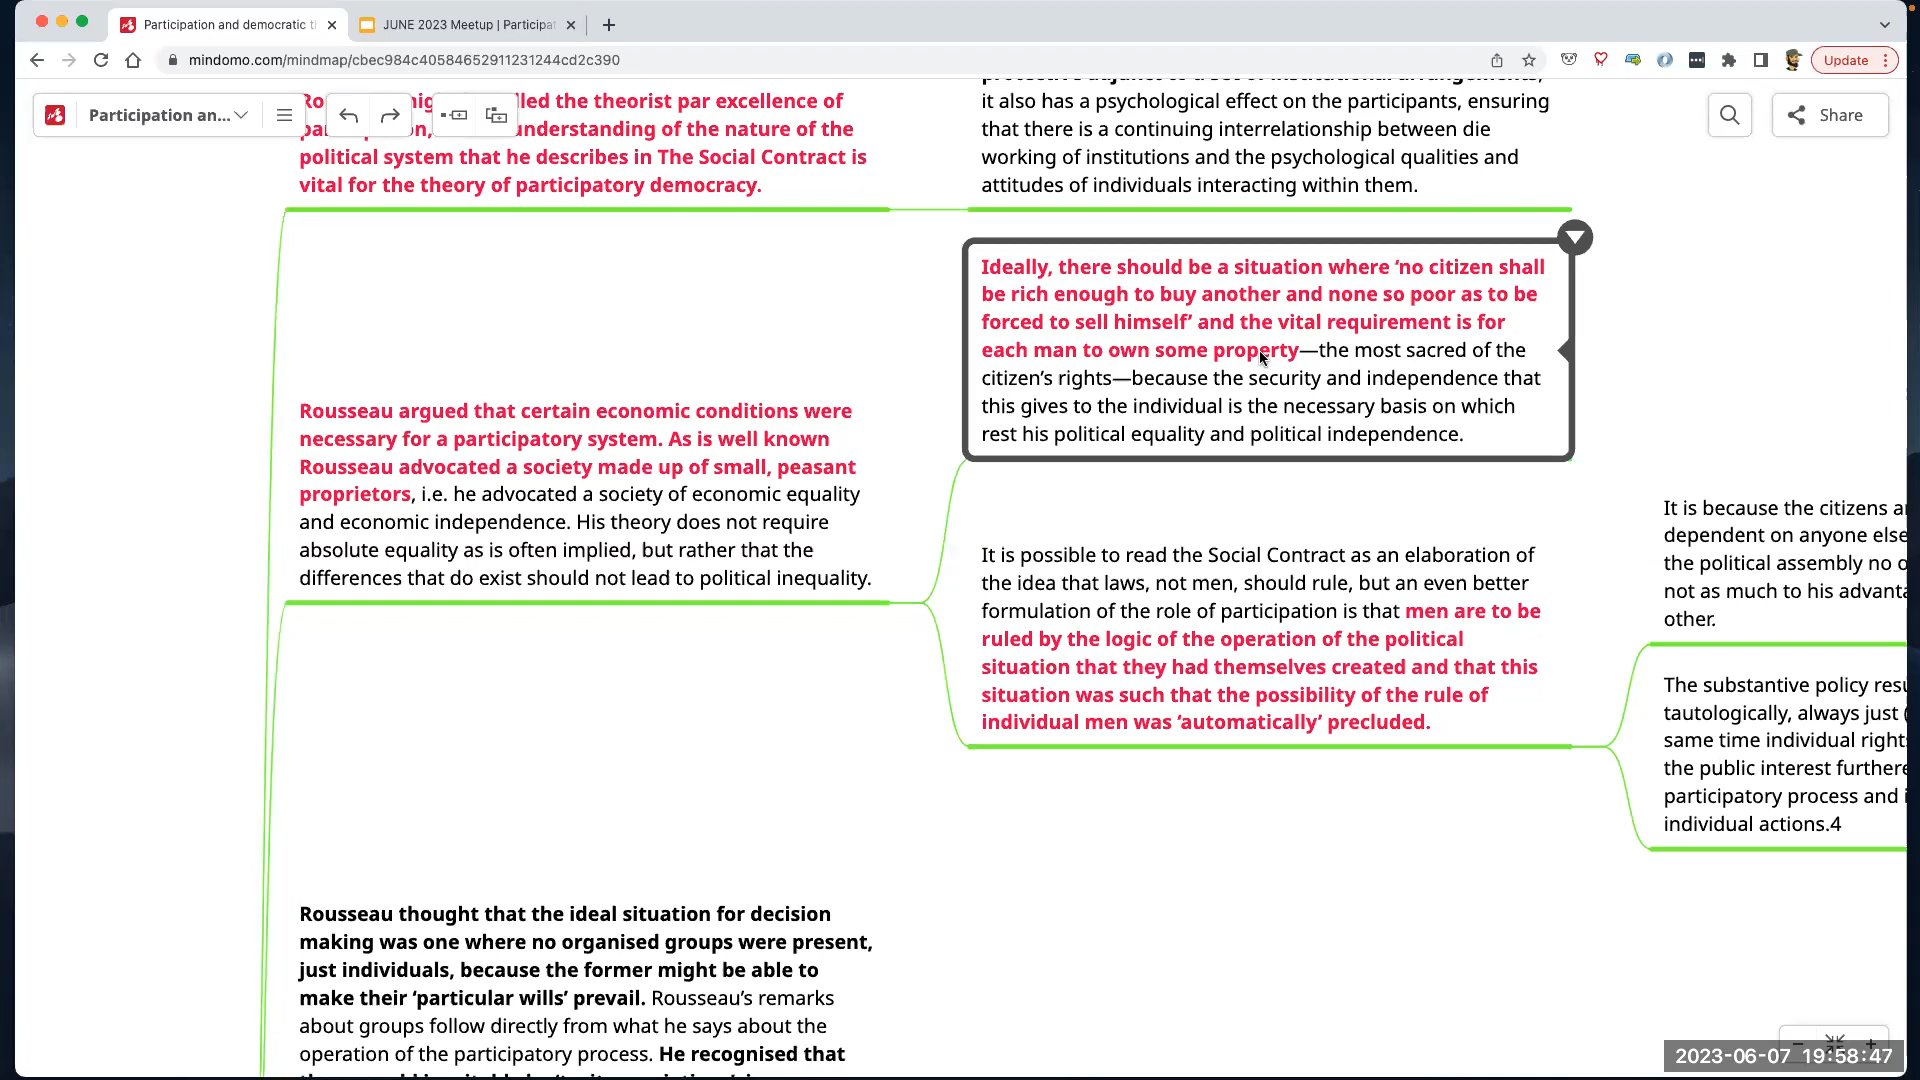 Participation and democratic t
JUNE 2023 Meetup | Participat
mindomo.com/mindmap/cbec984c40584652911231244cd2c390
Update
Participation an...
Share
lled the theorist par excellence of
understanding of the nature of the
political system that he describes in The Social Contract is
vital for the theory of participatory democracy.
it also has a psychological effect on the participants, ensuring
that there is a continuing interrelationship between die
working of institutions and the psychological qualities and
attitudes of individuals interacting within them.
Ideally, there should be a situation where ‘no citizen shall
be rich enough to buy another and none so poor as to be
forced to sell himself’ and the vital requirement is for
each man to own some property—the most sacred of the
citizen’s rights—because the security and independence that
this gives to the individual is the necessary basis on which
rest his political equality and political independence.
Rousseau argued that certain economic conditions were
necessary for a participatory system. As is well known
Rousseau advocated a society made up of small, peasant
proprietors, i.e. he advocated a society of economic equality
and economic independence. His theory does not require
absolute equality as is often implied, but rather that the
differences that do exist should not lead to political inequality.
It is possible to read the Social Contract as an elaboration of
the idea that laws, not men, should rule, but an even better
formulation of the role of participation is that men are to be
ruled by the logic of the operation of the political
situation that they had themselves created and that this
situation was such that the possibility of the rule of
individual men was ‘automatically’ precluded.
It is because the citizens a
dependent on anyone else
the political assembly no o
not as much to his advanta
other.
The substantive policy resu
tautologically, always just (
same time individual rights
the public interest furthere
participatory process and i
individual actions.4
Rousseau thought that the ideal situation for decision
making was one where no organised groups were present,
just individuals, because the former might be able to
make their ‘particular wills’ prevail. Rousseau’s remarks
about groups follow directly from what he says about the
operation of the participatory process. He recognised that
2023-06-07 19:58:47